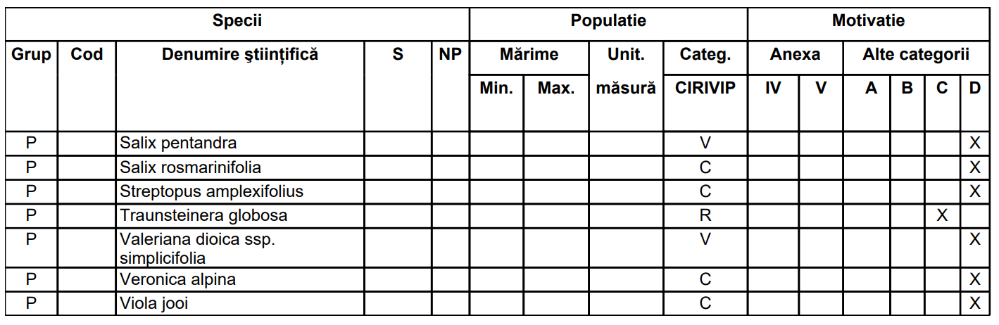 Specii Populatie Motivatie
Grup Cod Denumire ştiințifică S NP Mărime Unit. Categ. Anexa Alte categorii
Min. Max. măsură CIRIVIP IV V A B C D
P Salix pentandra V X
P Salix rosmarinifolia C X
P Streptopus amplexifolius C X
P Traunsteinera globosa R X
P Valeriana dioica ssp. V X
simplicifolia
P Veronica alpina C X
P Viola jooi C X